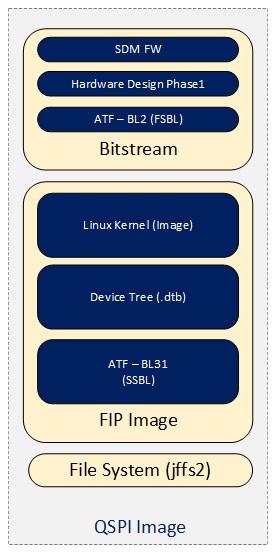 SDM FW
Hardware Design Phase1
ATF – BL2 (FSBL)
Bitstream
Linux Kernel (Image)
Device Tree (.dtb)
ATF – BL31
(SSBL)
FIP Image
File System (jffs2)
QSPI Image